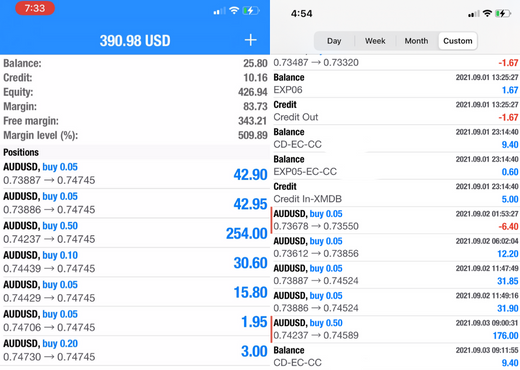 7:33
390.98 USD
+
Balance: 25.80
Credit: 10.16
Equity: 426.94
Margin: 83.73
Free margin: 343.21
Margin level (%): 509.89
Positions
AUDUSD, buy 0.05
0.73887 → 0.74745 42.90
AUDUSD, buy 0.05
0.73886 → 0.74745 42.95
AUDUSD, buy 0.50
0.74237 → 0.74745 254.00
AUDUSD, buy 0.10
0.74439 → 0.74745 30.60
AUDUSD, buy 0.05
0.74429 → 0.74745 15.80
AUDUSD, buy 0.05
0.74706 → 0.74745 1.95
AUDUSD, buy 0.20
0.74730 → 0.74745 3.00
4:54
Day Week Month Custom
0.73487 → 0.73320 -1.67
Balance 2021.09.01 13:25:27
EXP06 1.67
Credit 2021.09.01 13:25:27
Credit Out -1.67
Balance 2021.09.01 23:14:40
CD-EC-CC 9.40
Balance 2021.09.01 23:14:40
EXP05-EC-CC 0.60
Credit 2021.09.01 23:14:40
Credit In-XMDB 5.00
AUDUSD, buy 0.05 2021.09.02 01:53:27
0.73678 → 0.73550 -6.40
AUDUSD, buy 0.05 2021.09.02 06:02:04
0.73612 → 0.73856 12.20
AUDUSD, buy 0.05 2021.09.02 11:47:49
0.73887 → 0.74524 31.85
AUDUSD, buy 0.05 2021.09.02 11:49:16
0.73886 → 0.74524 31.90
AUDUSD, buy 0.50 2021.09.03 09:00:31
0.74237 → 0.74589 176.00
Balance 2021.09.03 09:11:55
CD-EC-CC 9.40